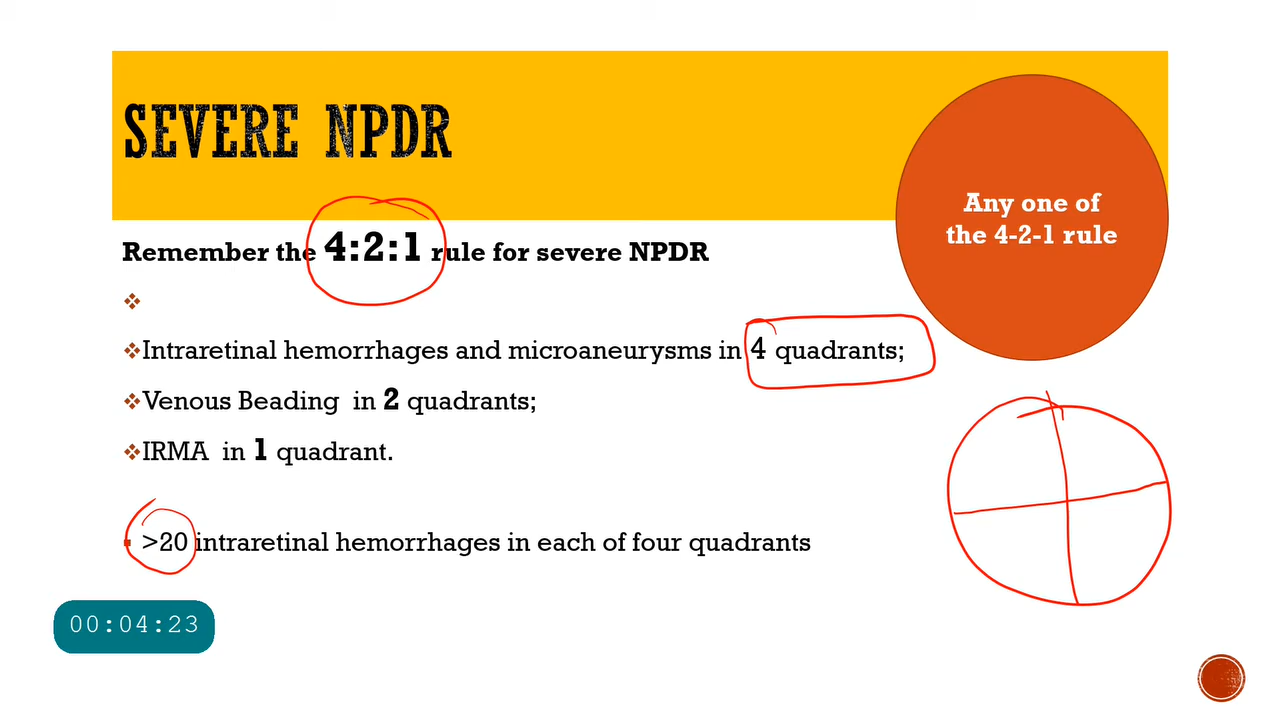 SEVERE NPDR
Any one of
the 4-2-1 rule
Remember the 4:2:1 rule for severe NPDR
Intraretinal hemorrhages and microaneurysms in 4 quadrants;
Venous Beading in 2 quadrants;
IRMA in 1 quadrant.
>20 intraretinal hemorrhages in each of four quadrants
00:04:23